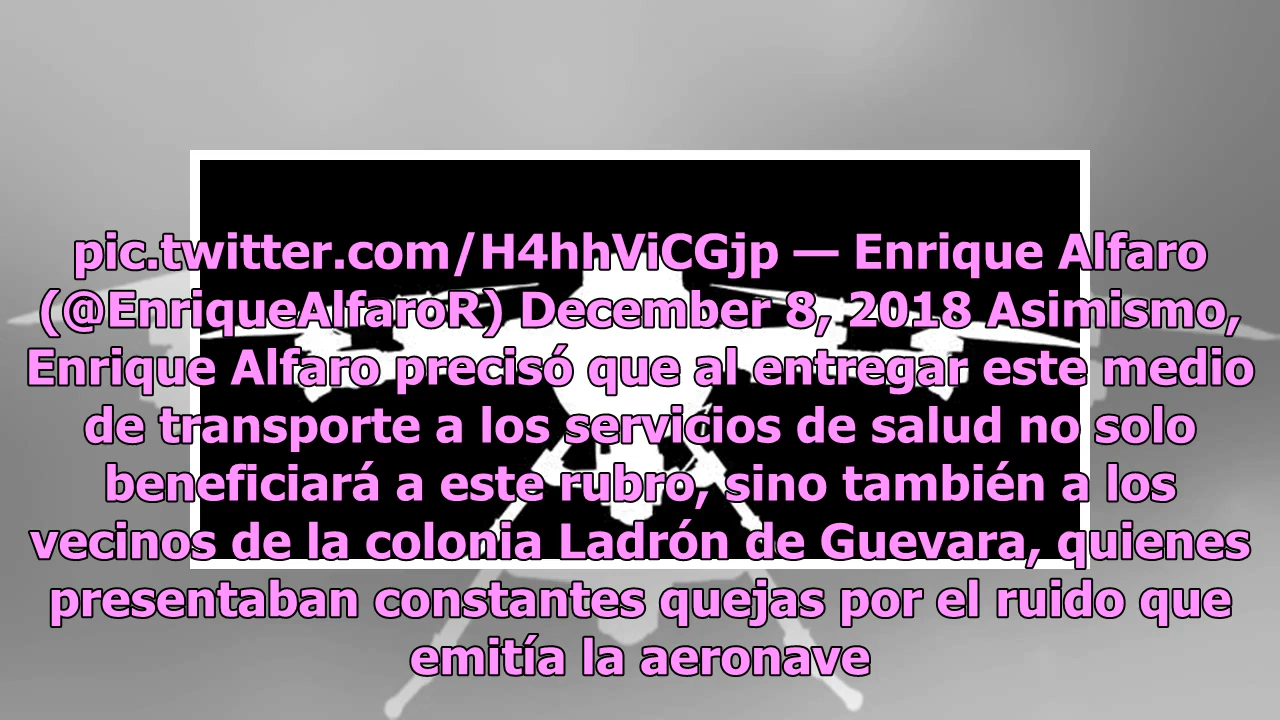 pic.twitter.com/H4hhViCGjp — Enrique Alfaro
(@EnriqueAlfaroR) December 8, 2018 Asimismo,
Enrique Alfaro precisó que al entregar este medio
de transporte a los servicios de salud no solo
beneficiará a este rubro, sino también a los
vecinos de la colonia Ladrón de Guevara, quienes
presentaban constantes quejas por el ruido que
emitía la aeronave